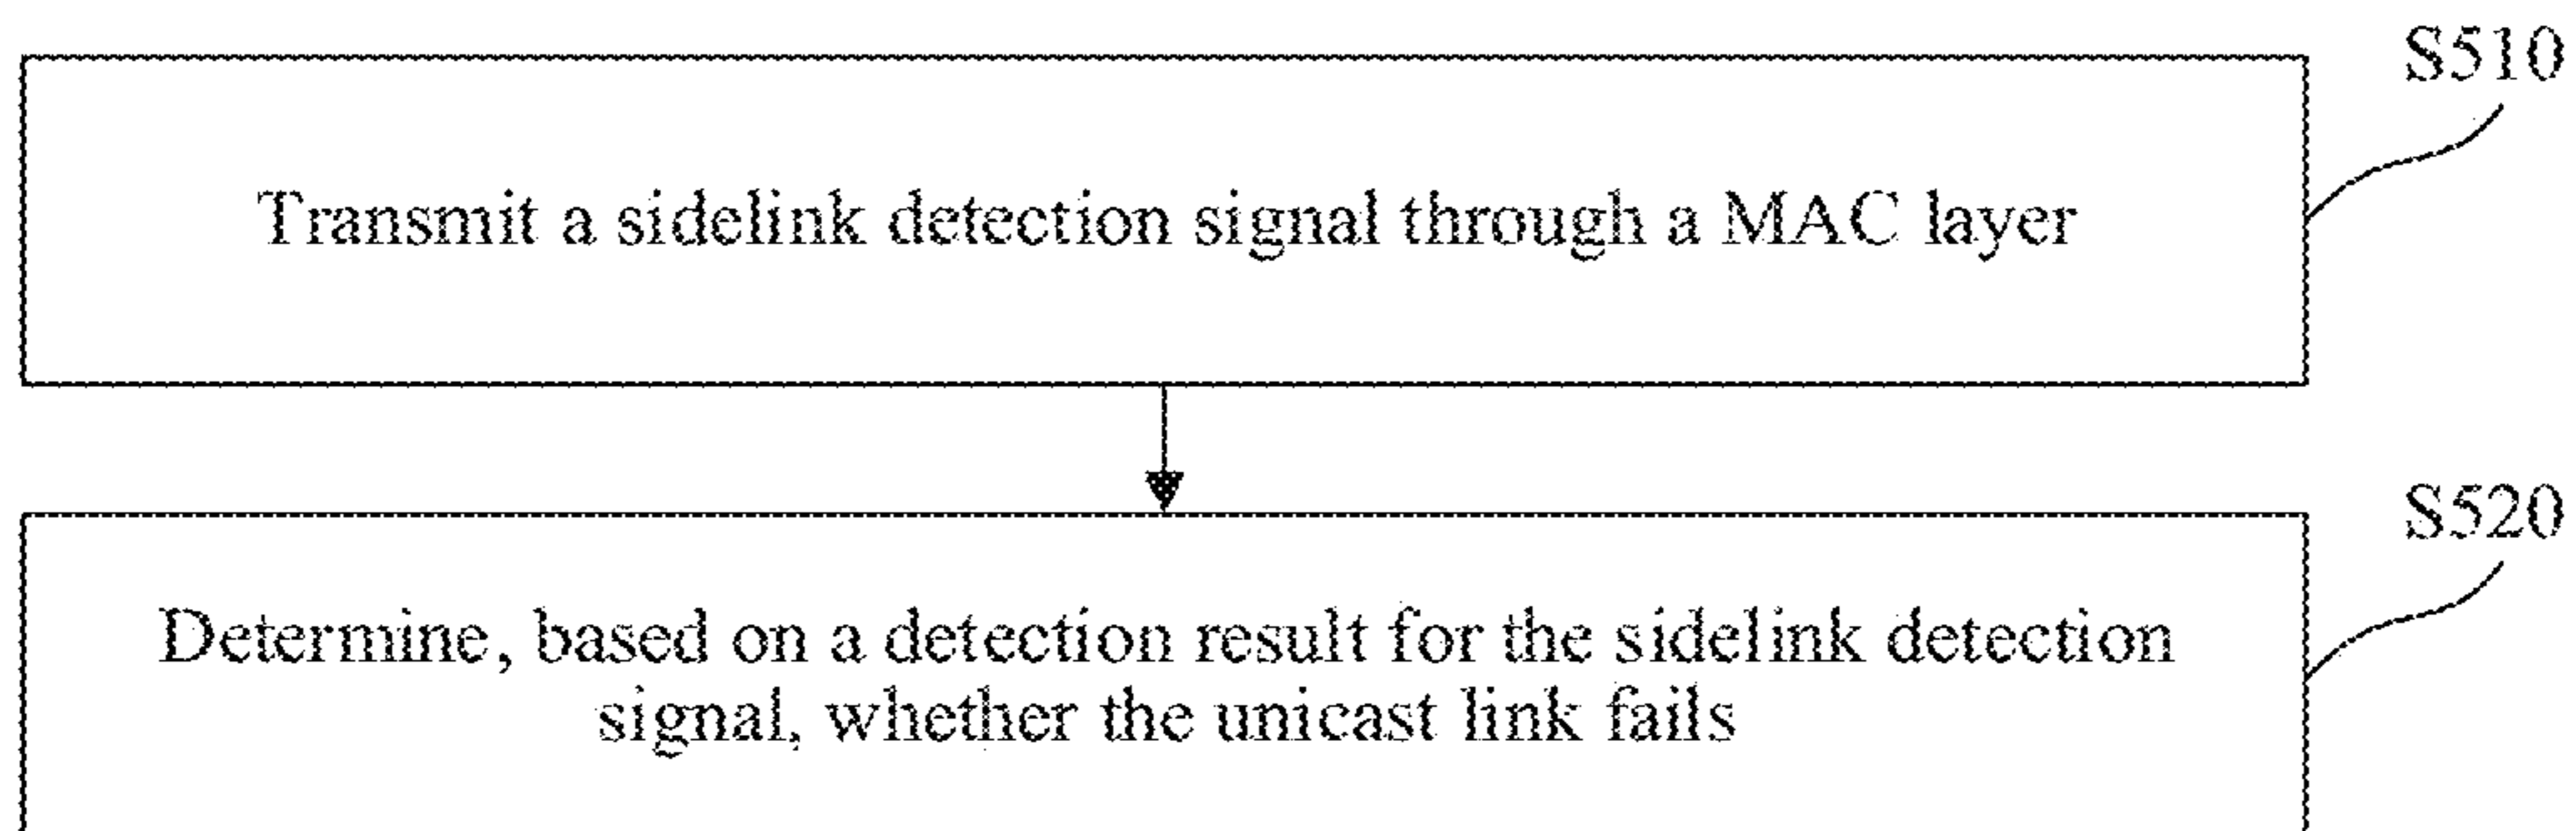 S510
Transmit a sidelink detection signal through a MAC layer
S520
Determine, based on a detection result for the sidelink detection
signal, whether the unicast link fails